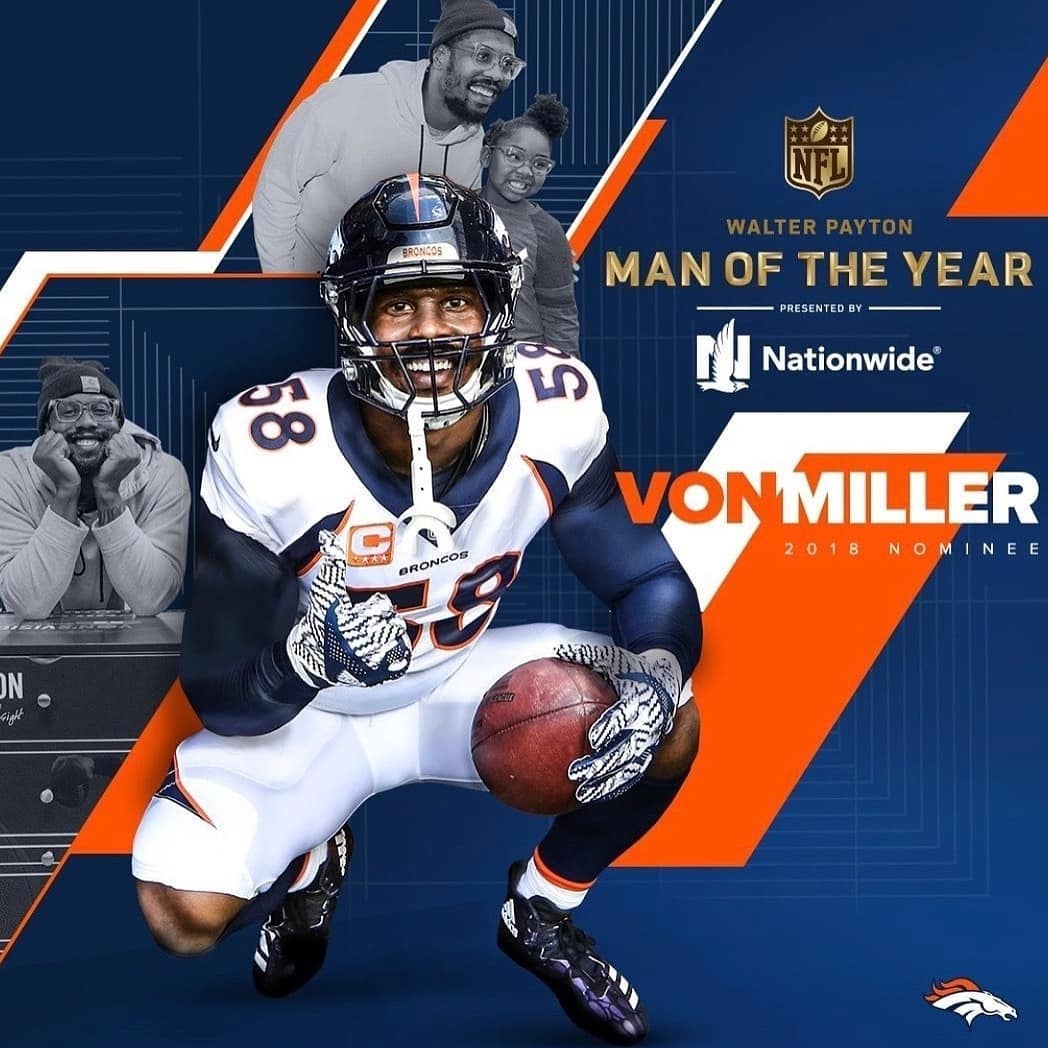 NFL
WALTER PAYTON
MAN OF THE YEAR
PRESENTED BY
Nationwide®
VON MILLER
2018 NOMINEE
BRONCOS
58
58
C
BRONCOS
58
ON
Sight